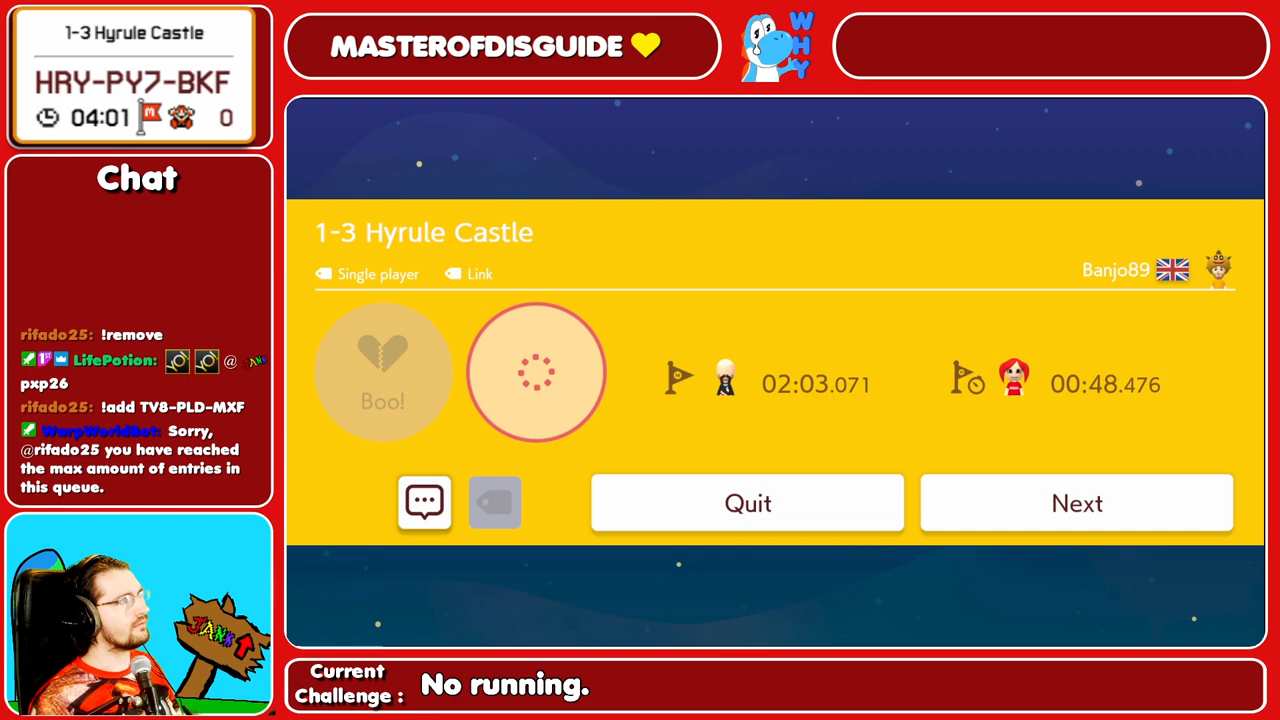 1-3 Hyrule Castle
HRY-PY7-BKF
04:01 0
MASTEROFDISGUIDE
WHY
Chat
rifado25: !remove
LifePotion: @
pxp26
rifado25: !add TV8-PLD-MXF
WarpWorldBot: Sorry,
@rifado25 you have reached
the max amount of entries in
this queue.
1-3 Hyrule Castle
Single player Link
Banjo89
Boo!
02:03.071
00:48.476
Quit
Next
JANK
Current
Challenge :
No running.